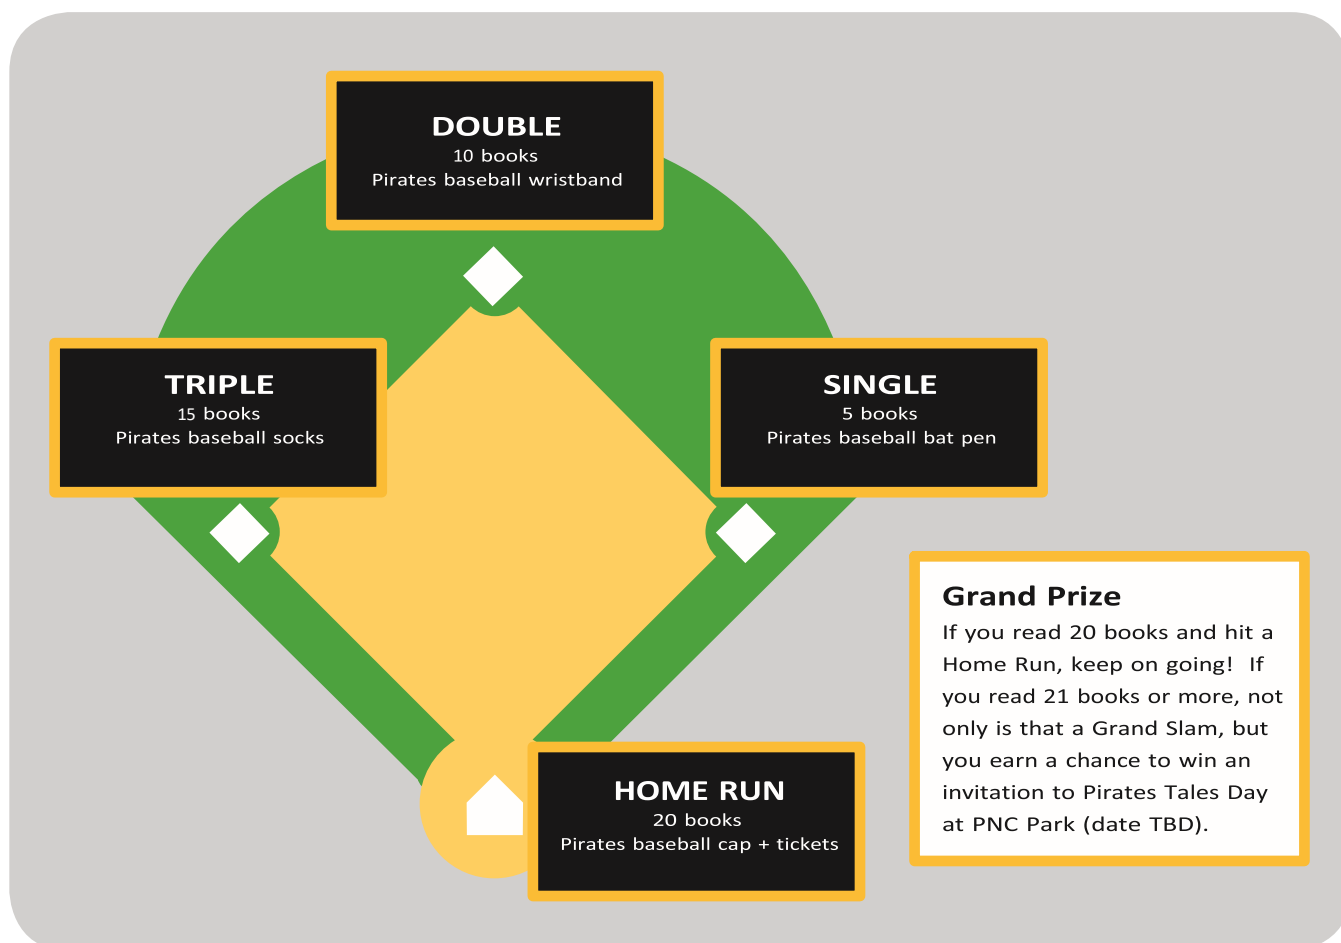 DOUBLE
10 books
Pirates baseball wristband
TRIPLE
15 books
Pirates baseball socks
SINGLE
5 books
Pirates baseball bat pen
Grand Prize
If you read 20 books and hit a
Home Run, keep on going!  If
you read 21 books or more, not
only is that a Grand Slam, but
you earn a chance to win an
invitation to Pirates Tales Day
at PNC Park (date TBD).
HOME RUN
20 books
Pirates baseball cap + tickets